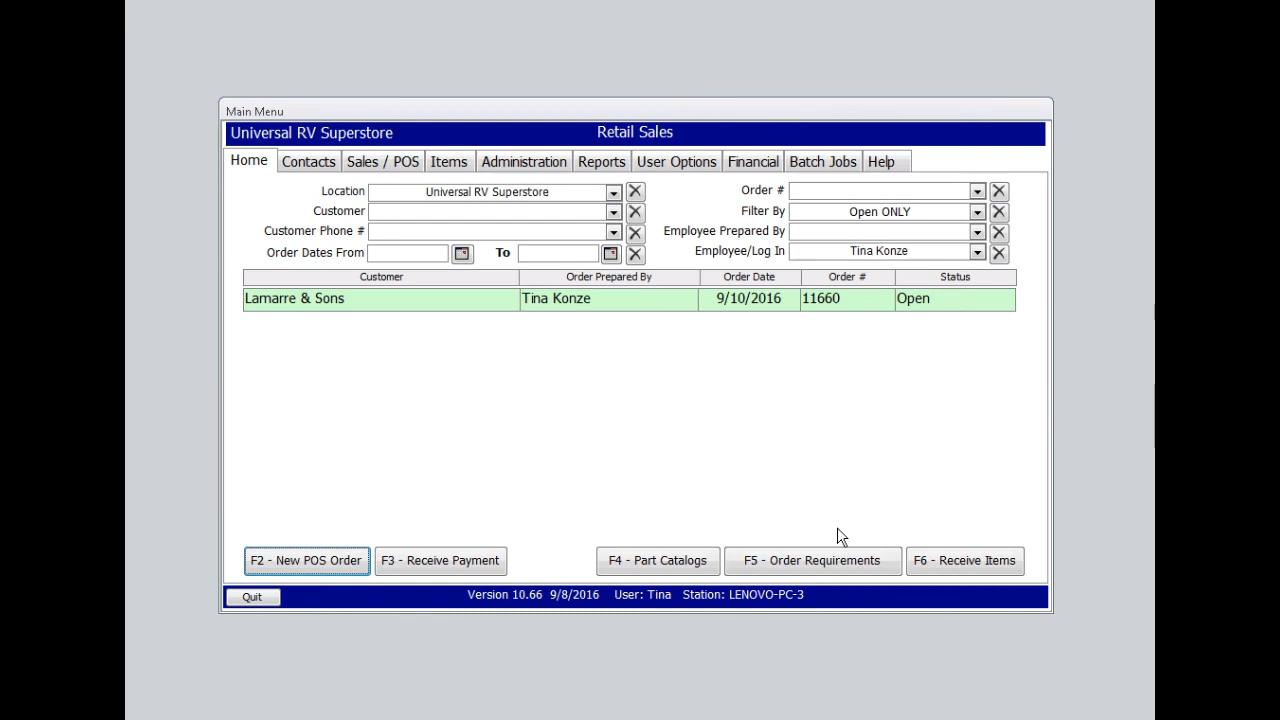 Main Menu
Universal RV Superstore Retail Sales
Home Contacts Sales / POS Items Administration Reports User Options Financial Batch Jobs Help
Location Universal RV Superstore Order #
Customer Filter By Open ONLY
Customer Phone # Employee Prepared By
Order Dates From To Employee/Log In Tina Konze
Customer Order Prepared By Order Date Order # Status
Lamarre & Sons Tina Konze 9/10/2016 11660 Open
F2 - New POS Order F3 - Receive Payment F4 - Part Catalogs F5 - Order Requirements F6 - Receive Items
Quit Version 10.66 9/8/2016 User: Tina Station: LENOVO-PC-3